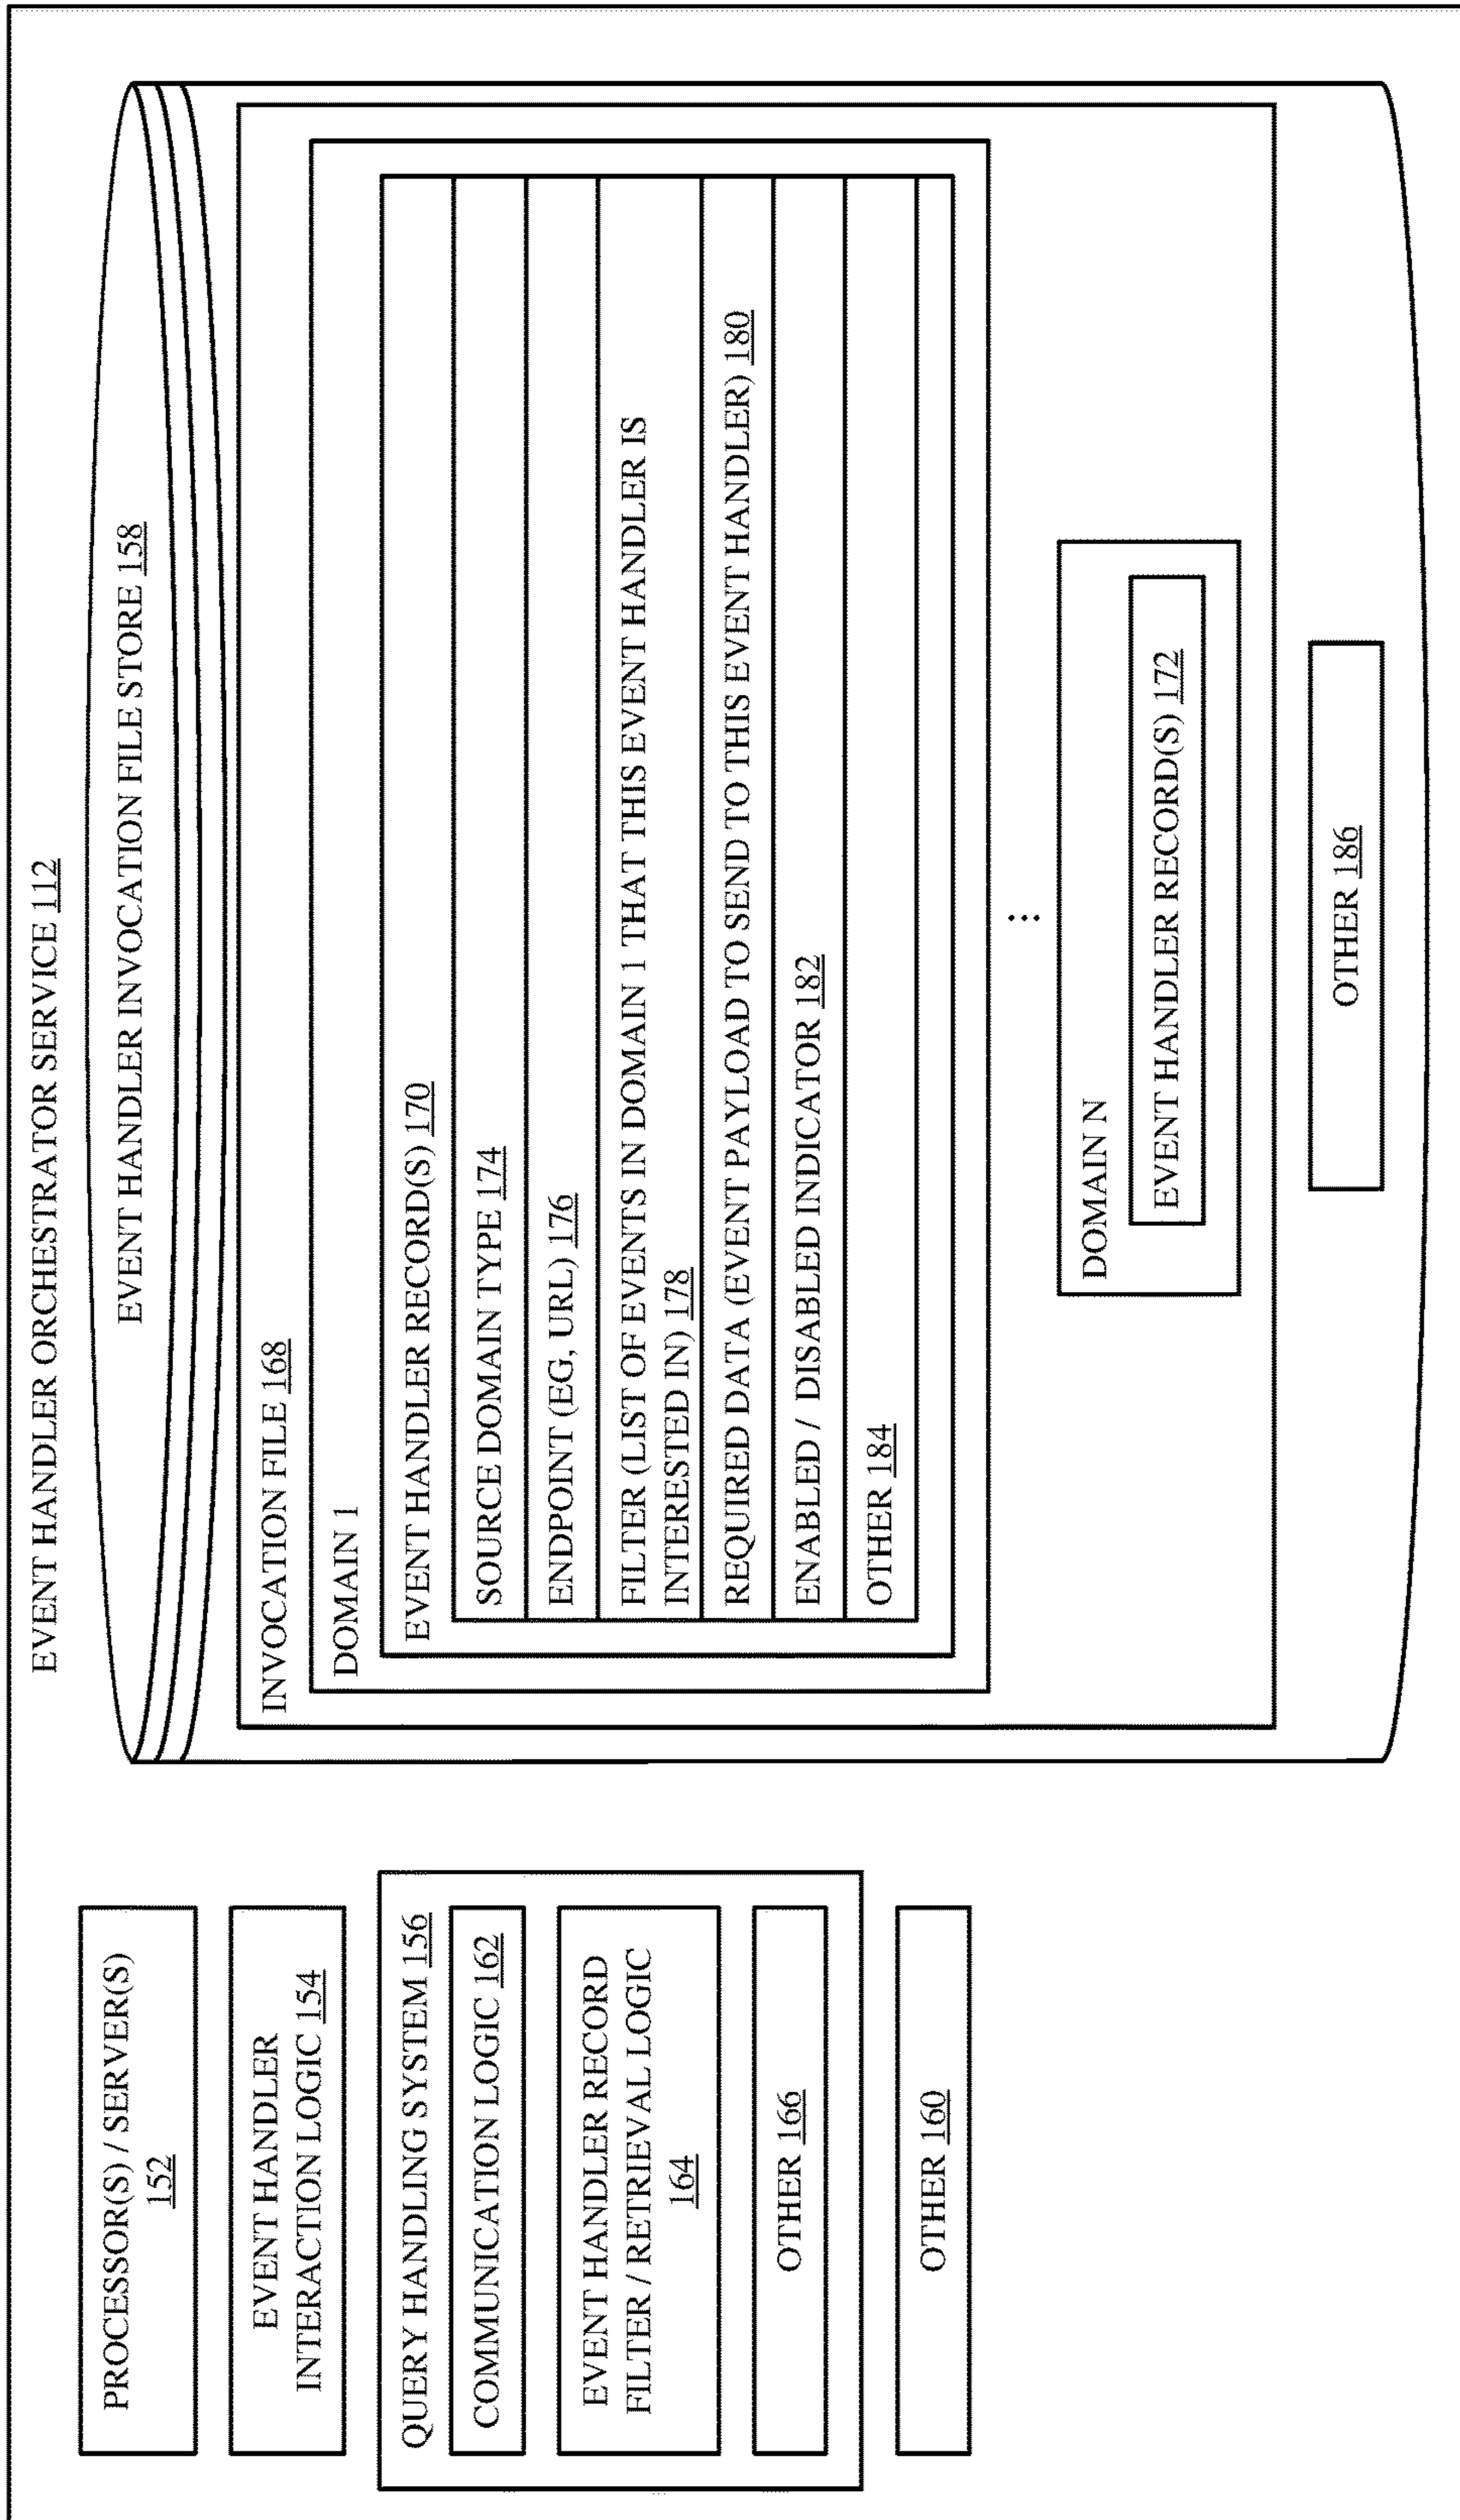 EVENT HANDLER ORCHESTRATOR SERVICE 112
PROCESSOR(S) / SERVER(S)
152
EVENT HANDLER
INTERACTION LOGIC 154
QUERY HANDLING SYSTEM 156
COMMUNICATION LOGIC 162
EVENT HANDLER RECORD
FILTER / RETRIEVAL LOGIC
164
OTHER 166
OTHER 160
EVENT HANDLER INVOCATION FILE STORE 158
INVOCATION FILE 168
DOMAIN 1
EVENT HANDLER RECORD(S) 170
SOURCE DOMAIN TYPE 174
ENDPOINT (EG, URL) 176
FILTER (LIST OF EVENTS IN DOMAIN 1 THAT THIS EVENT HANDLER IS
INTERESTED IN) 178
REQUIRED DATA (EVENT PAYLOAD TO SEND TO THIS EVENT HANDLER) 180
ENABLED / DISABLED INDICATOR 182
OTHER 184
...
DOMAIN N
EVENT HANDLER RECORD(S) 172
OTHER 186